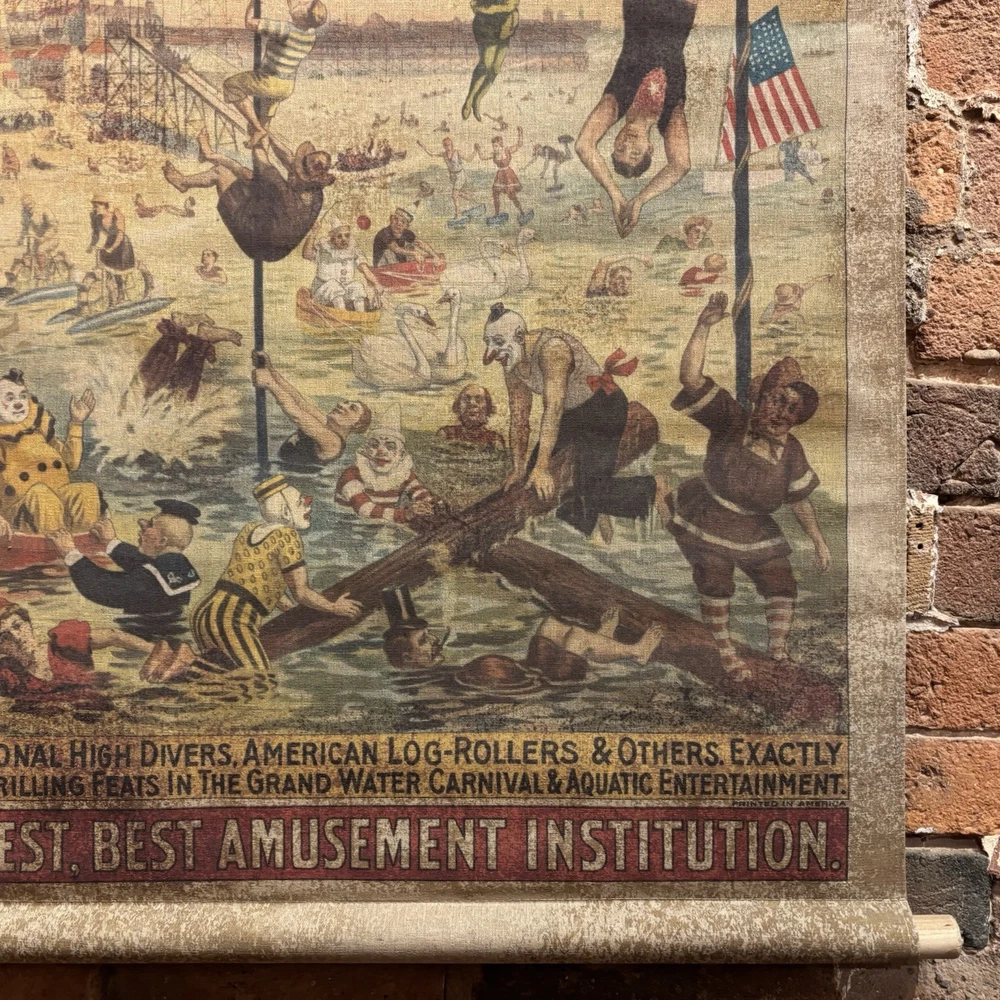 ONAL HIGH DIVERS, AMERICAN LOG-ROLLERS & OTHERS. EXACTLY
RILLING FEATS IN THE GRAND WATER CARNIVAL & AQUATIC ENTERTAINMENT.
PRINTED IN AMERICA
EST, BEST AMUSEMENT INSTITUTION.